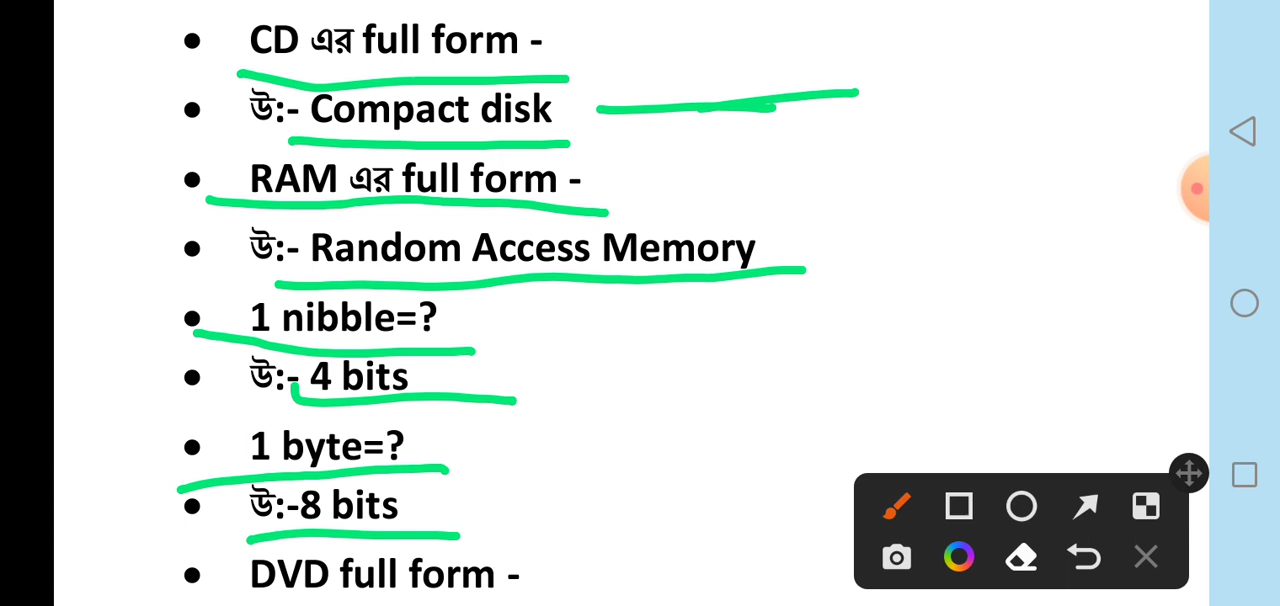 • CD এর full form -
• উ:- Compact disk
• RAM এর full form -
• উ:- Random Access Memory
• 1 nibble=?
• উ:- 4 bits
• 1 byte=?
• উ:-8 bits
• DVD full form -